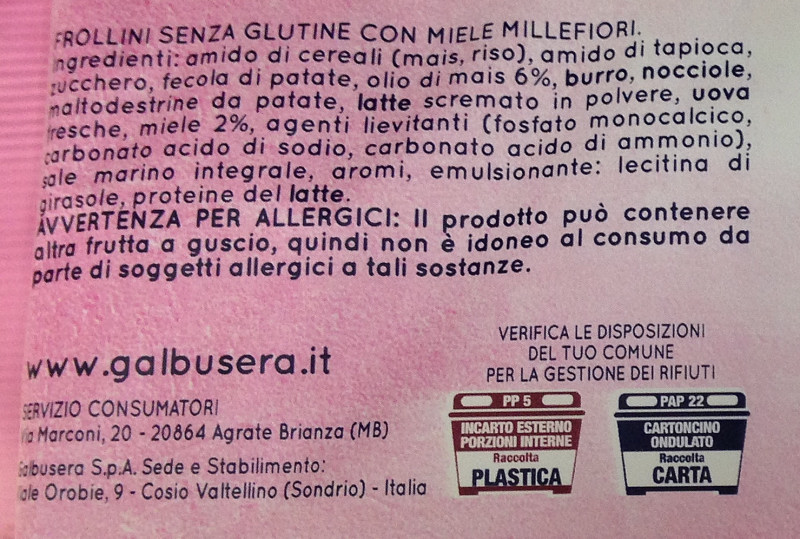 FROLLINI SENZA GLUTINE CON MIELE MILLEFIORI.
Ingredienti: amido di cereali (mais, riso), amido di tapioca,
zucchero, fecola di patate, olio di mais 6%, burro, nocciole,
maltodestrine da patate, latte scremato in polvere, uova
fresche, miele 2%, agenti lievitanti (fosfato monocalcico,
carbonato acido di sodio, carbonato acido di ammonio),
sale marino integrale, aromi, emulsionante: lecitina di
girasole, proteine del latte.
AVVERTENZA PER ALLERGICI: Il prodotto può contenere
altra frutta a guscio, quindi non è idoneo al consumo da
parte di soggetti allergici a tali sostanze.
www.galbusera.it
SERVIZIO CONSUMATORI
Via Marconi, 20 - 20864 Agrate Brianza (MB)
Galbusera S.p.A. Sede e Stabilimento:
Viale Orobie, 9 - Cosio Valtellino (Sondrio) - Italia
VERIFICA LE DISPOSIZIONI
DEL TUO COMUNE
PER LA GESTIONE DEI RIFIUTI
PP 5
INCARTO ESTERNO
PORZIONI INTERNE
Raccolta
PLASTICA
PAP 22
CARTONCINO
ONDULATO
Raccolta
CARTA